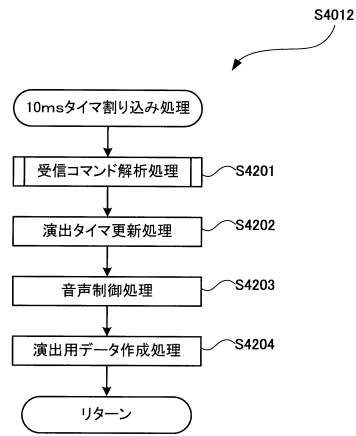 S4012
10msタイマ割り込み処理
受信コマンド解析処理
S4201
演出タイマ更新処理
S4202
音声制御処理
S4203
演出用データ作成処理
S4204
リターン